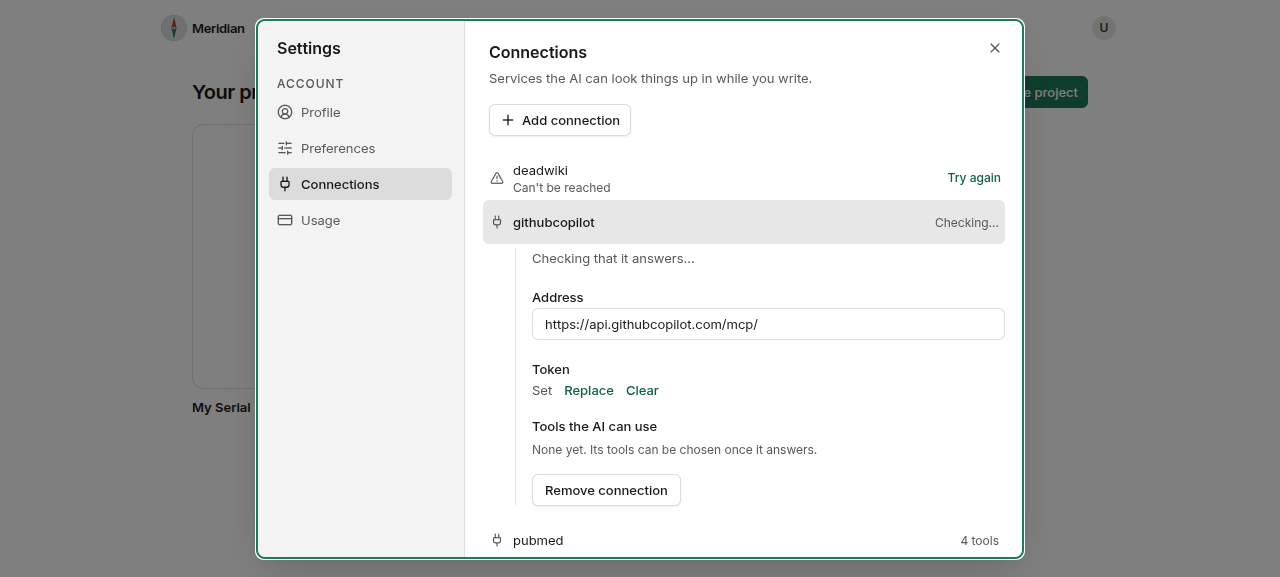 Meridian
U
Your pr
e project
My Serial
Settings
ACCOUNT
Profile
Preferences
Connections
Usage
Connections
Services the AI can look things up in while you write.
Add connection
deadwiki
Can't be reached
Try again
githubcopilot
Checking...
Checking that it answers...
Address
https://api.githubcopilot.com/mcp/
Token
Set Replace Clear
Tools the AI can use
None yet. Its tools can be chosen once it answers.
Remove connection
pubmed
4 tools